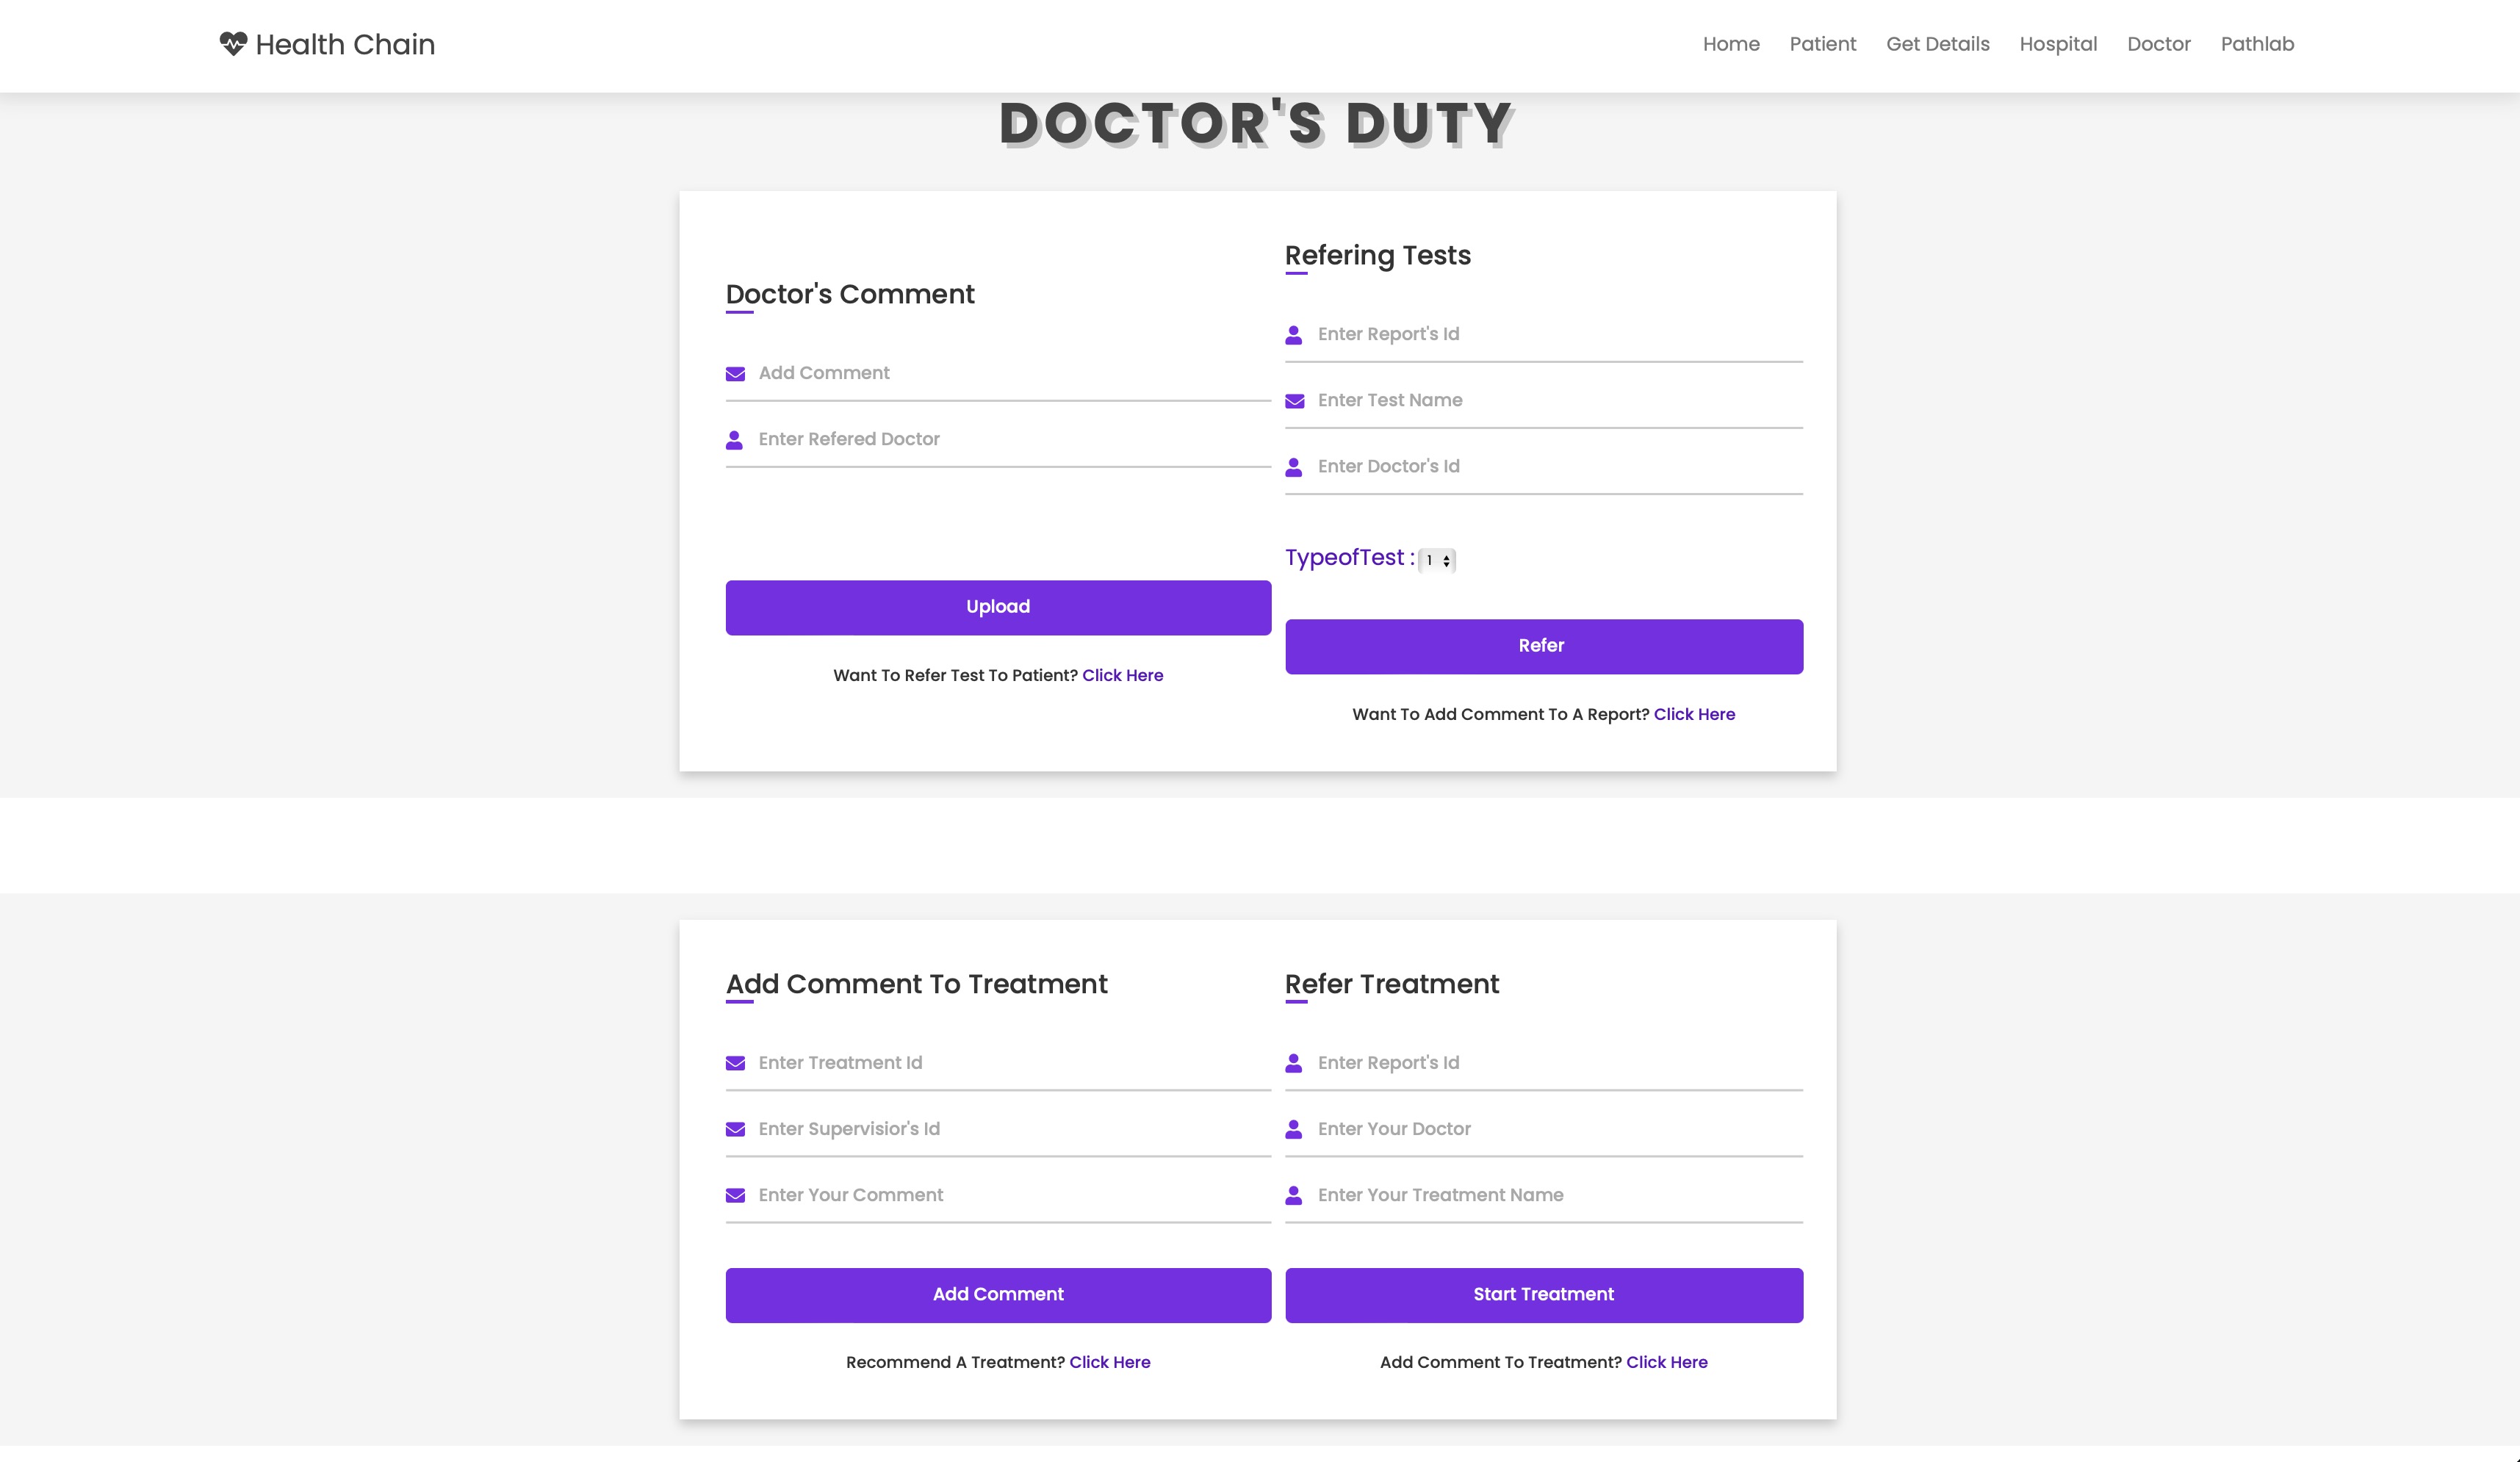 Health Chain
Home Patient Get Details Hospital Doctor Pathlab
DOCTOR'S DUTY
Doctor's Comment
Add Comment
Enter Refered Doctor
Upload
Want To Refer Test To Patient? Click Here
Refering Tests
Enter Report's Id
Enter Test Name
Enter Doctor's Id
TypeofTest : 1
Refer
Want To Add Comment To A Report? Click Here
Add Comment To Treatment
Enter Treatment Id
Enter Supervisior's Id
Enter Your Comment
Add Comment
Recommend A Treatment? Click Here
Refer Treatment
Enter Report's Id
Enter Your Doctor
Enter Your Treatment Name
Start Treatment
Add Comment To Treatment? Click Here